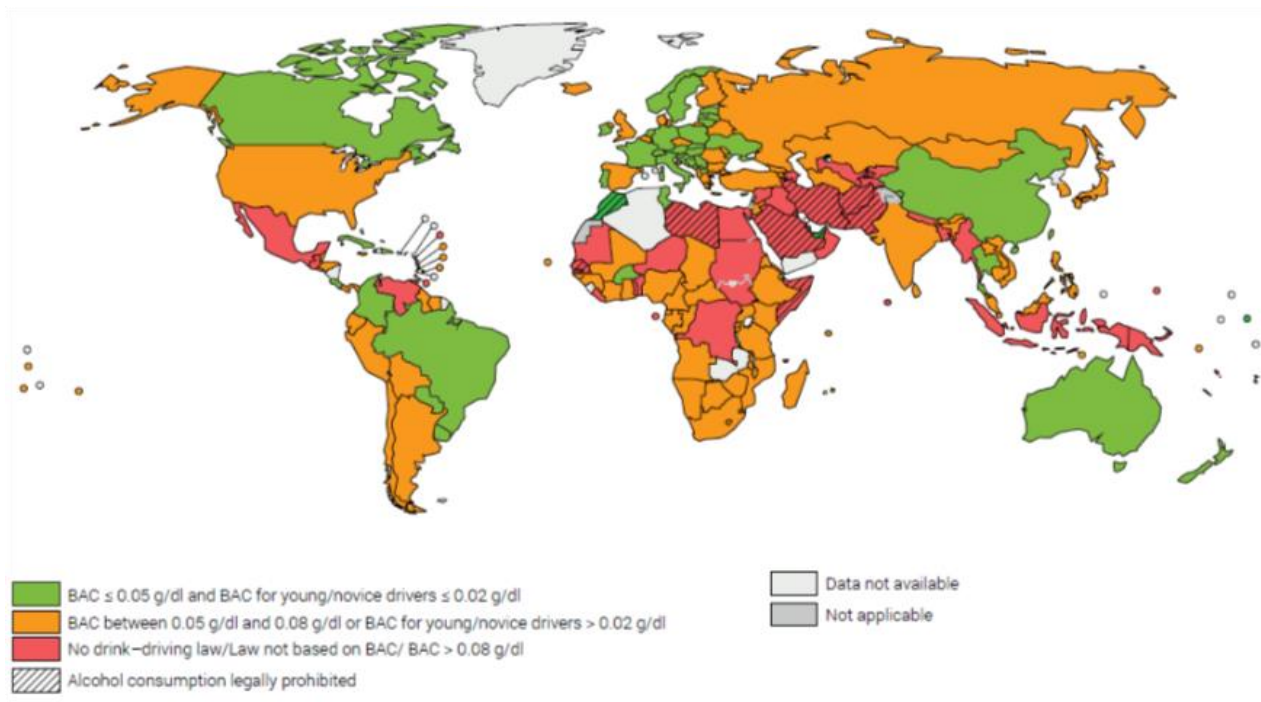 BAC ≤ 0.05 g/dl and BAC for young/novice drivers ≤ 0.02 g/dl
BAC between 0.05 g/dl and 0.08 g/dl or BAC for young/novice drivers > 0.02 g/dl
No drink–driving law/Law not based on BAC/ BAC > 0.08 g/dl
Alcohol consumption legally prohibited
Data not available
Not applicable